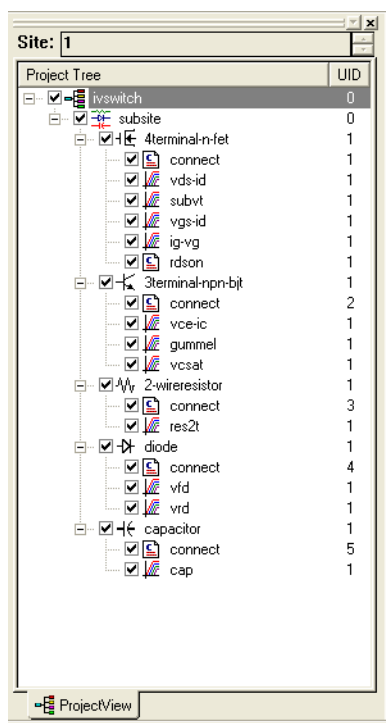 Site: 1
Project Tree UID
ivswitch 0
subsite 0
4terminal-n-fet 1
connect 1
vds-id 1
subvt 1
vgs-id 1
ig-vg 1
rdson 1
3terminal-npn-bjt 1
connect 2
vce-ic 1
gummel 1
vcsat 1
2-wireresistor 1
connect 3
res2t 1
diode 1
connect 4
vfd 1
vrd 1
capacitor 1
connect 5
cap 1
ProjectView